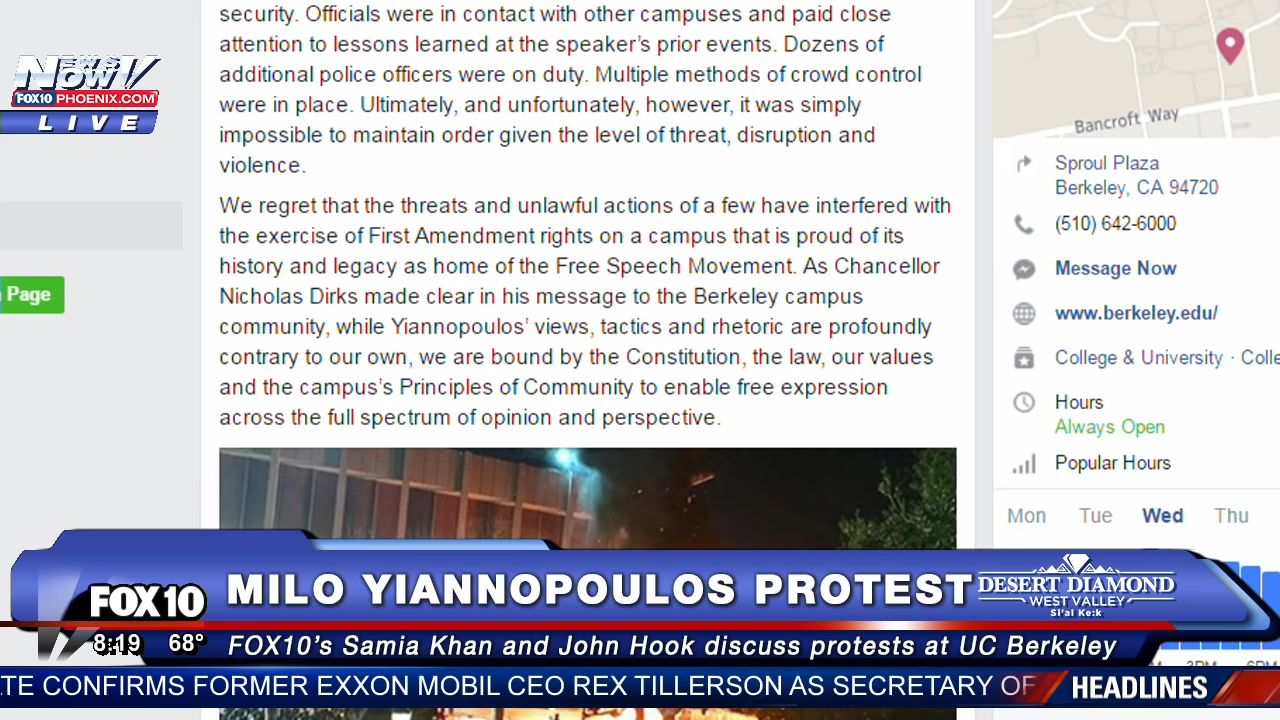 security. Officials were in contact with other campuses and paid close
attention to lessons learned at the speaker's prior events. Dozens of
additional police officers were on duty. Multiple methods of crowd control
were in place. Ultimately, and unfortunately, however, it was simply
impossible to maintain order given the level of threat, disruption and
violence.
We regret that the threats and unlawful actions of a few have interfered with
the exercise of First Amendment rights on a campus that is proud of its
history and legacy as home of the Free Speech Movement. As Chancellor
Nicholas Dirks made clear in his message to the Berkeley campus
community, while Yiannopoulos' views, tactics and rhetoric are profoundly
contrary to our own, we are bound by the Constitution, the law, our values
and the campus's Principles of Community to enable free expression
across the full spectrum of opinion and perspective.
NEWS
NOW
FOX10 PHOENIX.COM
LIVE
Page
Bancroft Way
Sproul Plaza
Berkeley, CA 94720
(510) 642-6000
Message Now
www.berkeley.edu/
College & University · Colle
Hours
Always Open
Popular Hours
Mon Tue Wed Thu
3PM 6PM
FOX10
MILO YIANNOPOULOS PROTEST
DESERT DIAMOND
WEST VALLEY
Si'al Ke:k
8:19 68°
FOX10's Samia Khan and John Hook discuss protests at UC Berkeley
TE CONFIRMS FORMER EXXON MOBIL CEO REX TILLERSON AS SECRETARY OF
HEADLINES